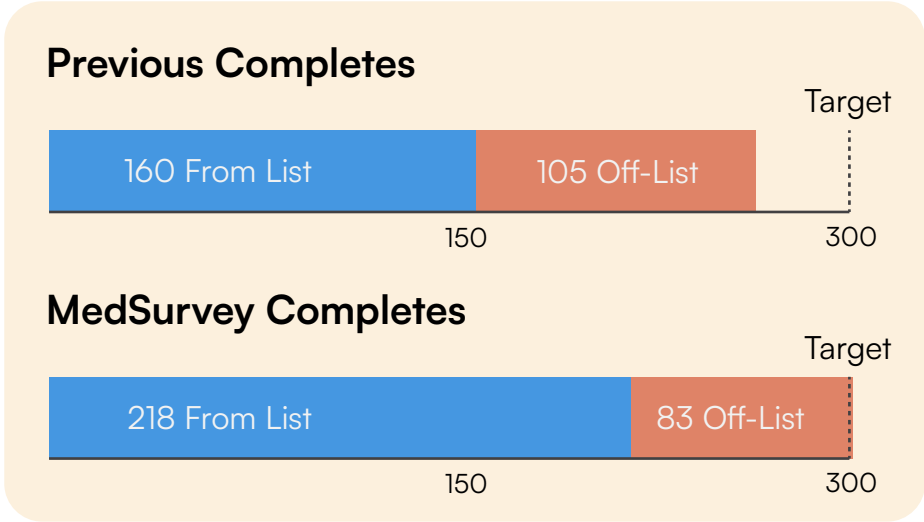 Previous Completes
Target
160 From List
105 Off-List
150
300
MedSurvey Completes
Target
218 From List
83 Off-List
150
300